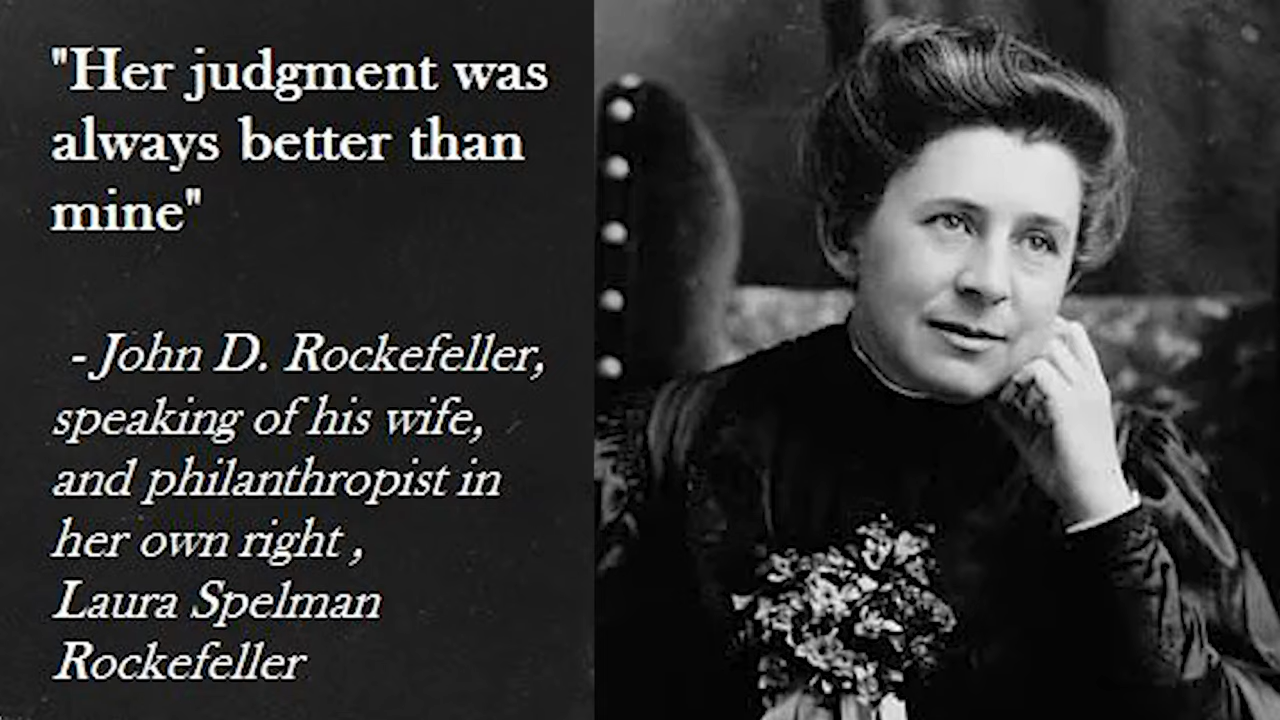 "Her judgment was
always better than
mine"
- John D. Rockefeller,
speaking of his wife,
and philanthropist in
her own right ,
Laura Spelman
Rockefeller